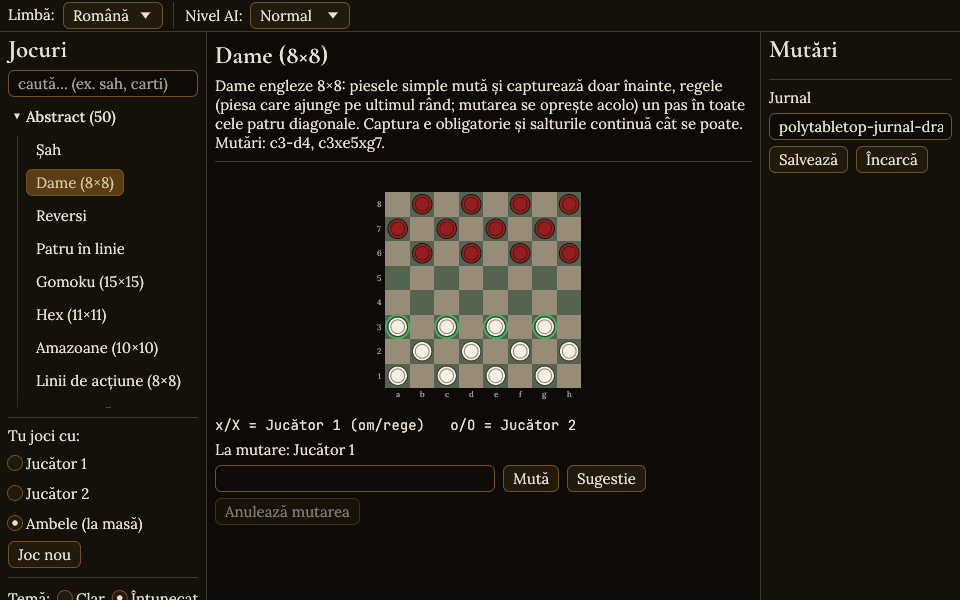 Limbă: Română Nivel AI: Normal
Jocuri
caută... (ex. sah, carti)
Abstract (50)
Șah
Dame (8×8)
Reversi
Patru în linie
Gomoku (15×15)
Hex (11×11)
Amazoane (10×10)
Linii de acțiune (8×8)
Tu joci cu:
Jucător 1
Jucător 2
Ambele (la masă)
Joc nou
Temă: Clar Întunecat
Dame (8×8)
Dame engleze 8×8: piesele simple mută și capturează doar înainte, regele
(piesa care ajunge pe ultimul rând; mutarea se oprește acolo) un pas în toate
cele patru diagonale. Captura e obligatorie și salturile continuă cât se poate.
Mutări: c3-d4, c3xe5xg7.
8
7
6
5
4
3
2
1
a b c d e f g h
x/X = Jucător 1 (om/rege) o/O = Jucător 2
La mutare: Jucător 1
Mută Sugestie
Anulează mutarea
Mutări
Jurnal
polytabletop-jurnal-dra
Salvează Încarcă